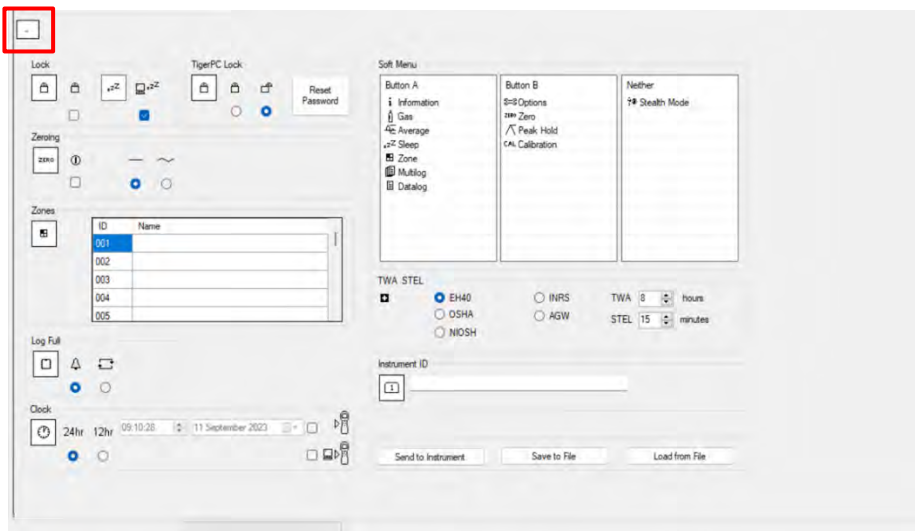 Lock
TigerPC Lock
Reset
Password
Zeroing
ZERO
Zones
ID Name
001
002
003
004
005
Log Full
Clock
24hr 12hr 09:10:28 11 September 2023
Soft Menu
Button A
Information
Gas
Average
Sleep
Zone
Multilog
Datalog
Button B
Options
ZERO Zero
Peak Hold
CAL Calibration
Neither
Stealth Mode
TWA STEL
EH40 INRS TWA 8 hours
OSHA AGW STEL 15 minutes
NIOSH
Instrument ID
Send to Instrument Save to File Load from File